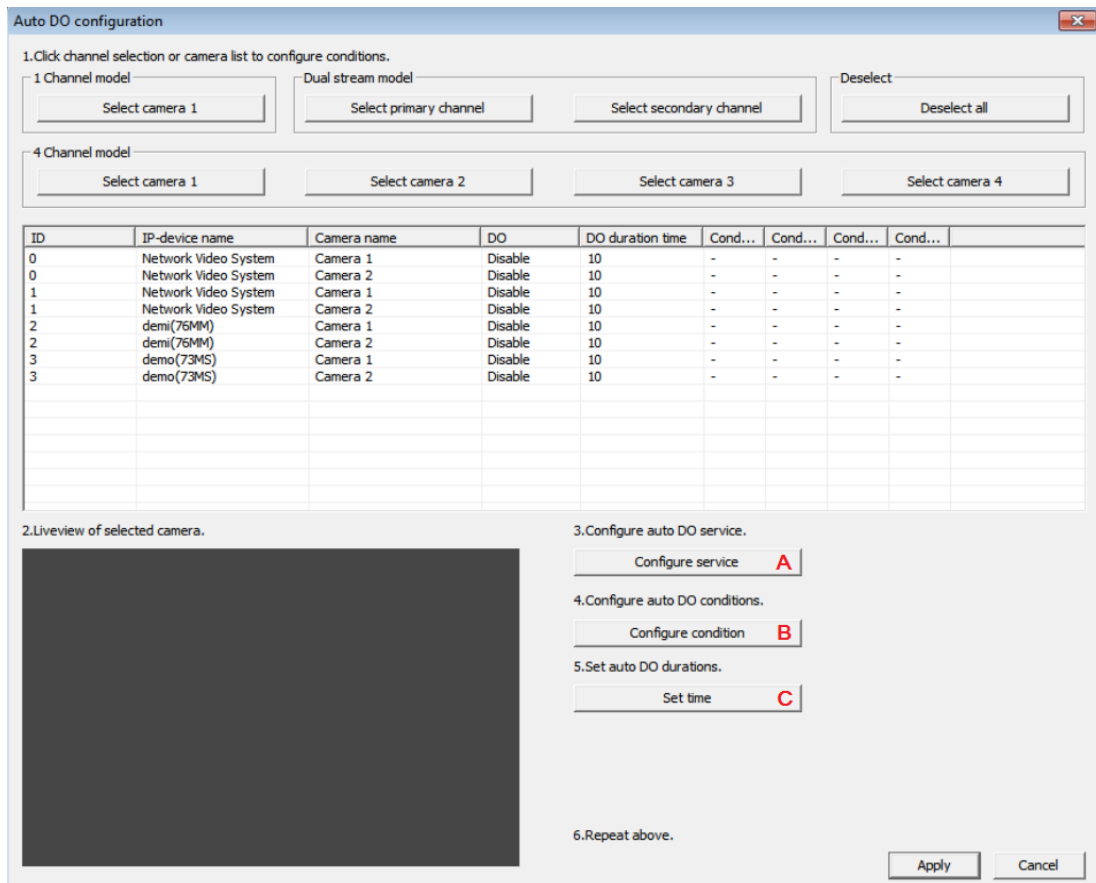 Auto DO configuration
1.Click channel selection or camera list to configure conditions.
1 Channel model Dual stream model Deselect
Select camera 1 Select primary channel Select secondary channel Deselect all
4 Channel model
Select camera 1 Select camera 2 Select camera 3 Select camera 4
ID IP-device name Camera name DO DO duration time Cond... Cond... Cond... Cond...
0 Network Video System Camera 1 Disable 10 - - - -
0 Network Video System Camera 2 Disable 10 - - - -
1 Network Video System Camera 1 Disable 10 - - - -
1 Network Video System Camera 2 Disable 10 - - - -
2 demi(76MM) Camera 1 Disable 10 - - - -
2 demi(76MM) Camera 2 Disable 10 - - - -
3 demo(73MS) Camera 1 Disable 10 - - - -
3 demo(73MS) Camera 2 Disable 10 - - - -
2.Liveview of selected camera. 3.Configure auto DO service.
Configure service A
4.Configure auto DO conditions.
Configure condition B
5.Set auto DO durations.
Set time C
6.Repeat above.
Apply Cancel